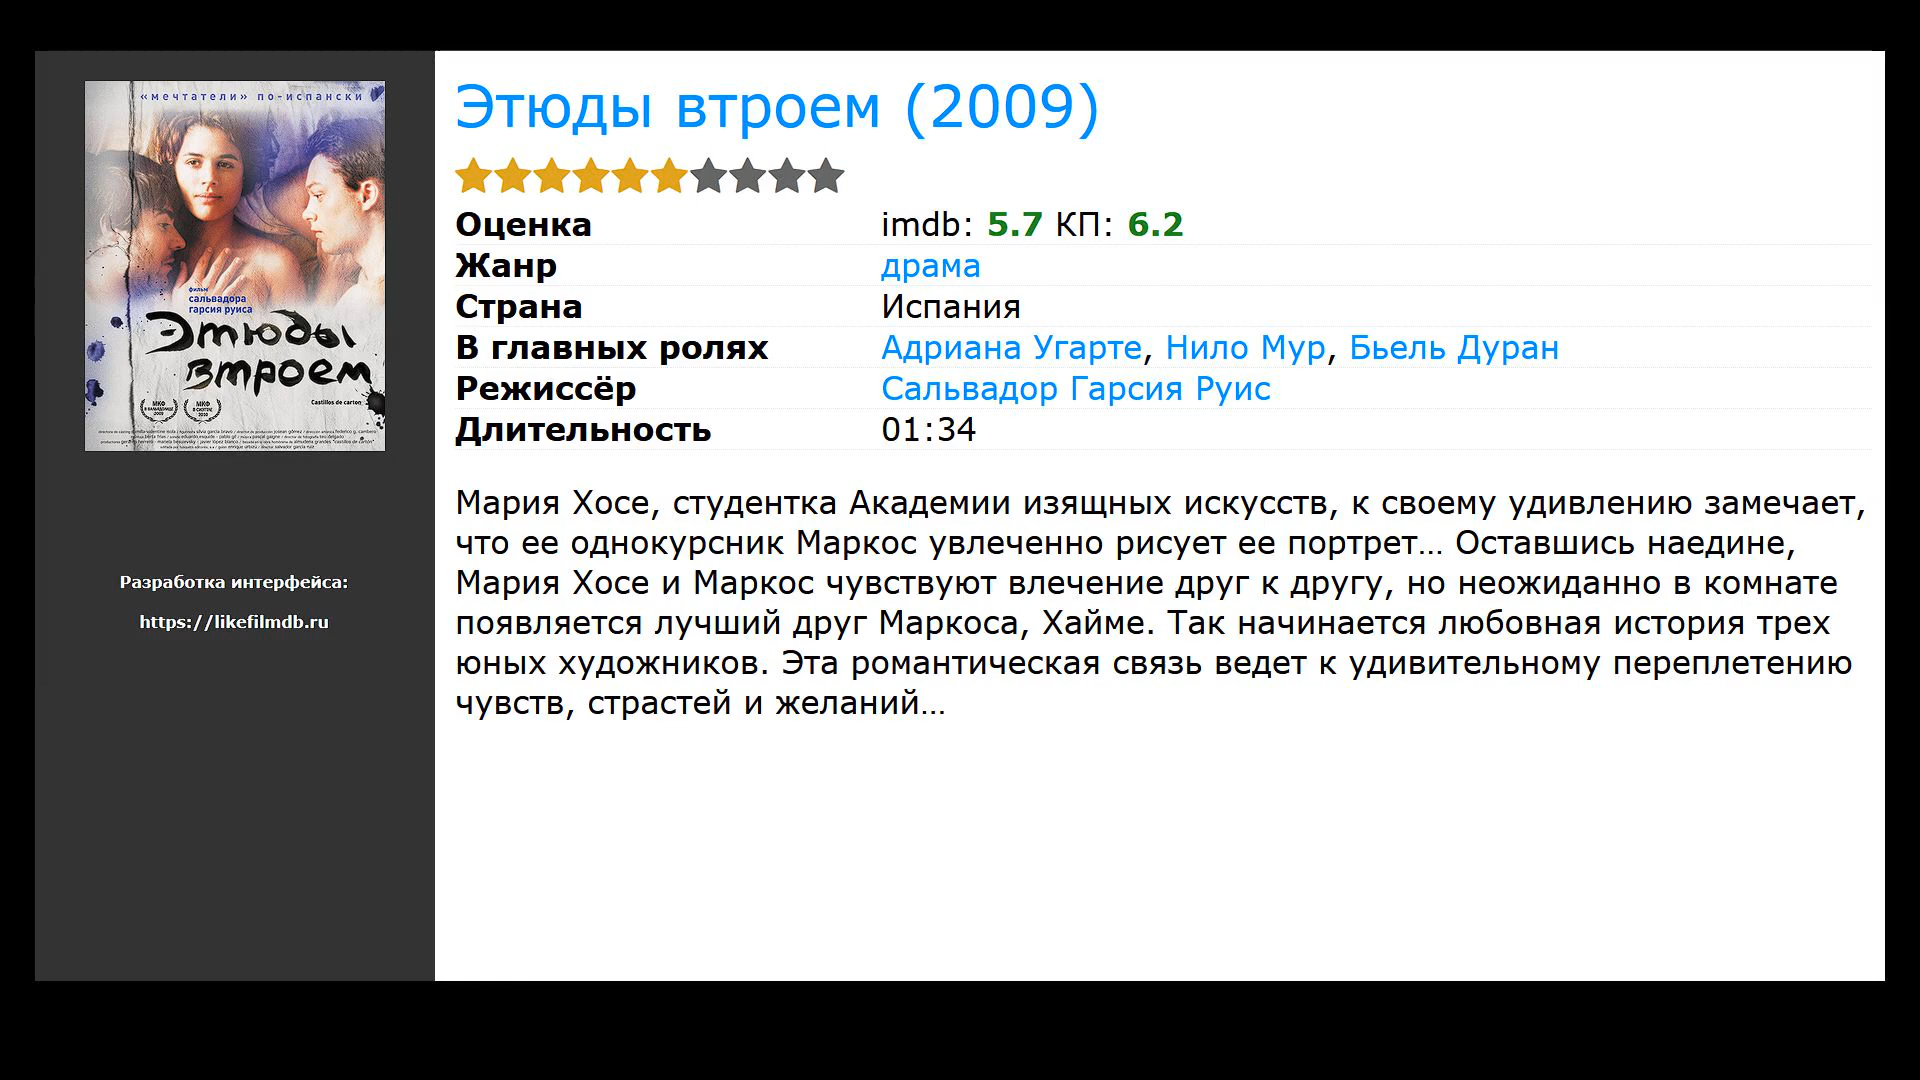 «мечтатели» по-испански
фильм
сальвадора
гарсия руиса
Этюды
втроем
МКФ
2009
МКФ
2010
Castillos de carton
Разработка интерфейса:
https://likefilmdb.ru
Этюды втроем (2009)
Оценка imdb: 5.7 КП: 6.2
Жанр драма
Страна Испания
В главных ролях Адриана Угарте, Нило Мур, Бьель Дуран
Режиссёр Сальвадор Гарсия Руис
Длительность 01:34
Мария Хосе, студентка Академии изящных искусств, к своему удивлению замечает,
что ее однокурсник Маркос увлеченно рисует ее портрет… Оставшись наедине,
Мария Хосе и Маркос чувствуют влечение друг к другу, но неожиданно в комнате
появляется лучший друг Маркоса, Хайме. Так начинается любовная история трех
юных художников. Эта романтическая связь ведет к удивительному переплетению
чувств, страстей и желаний…